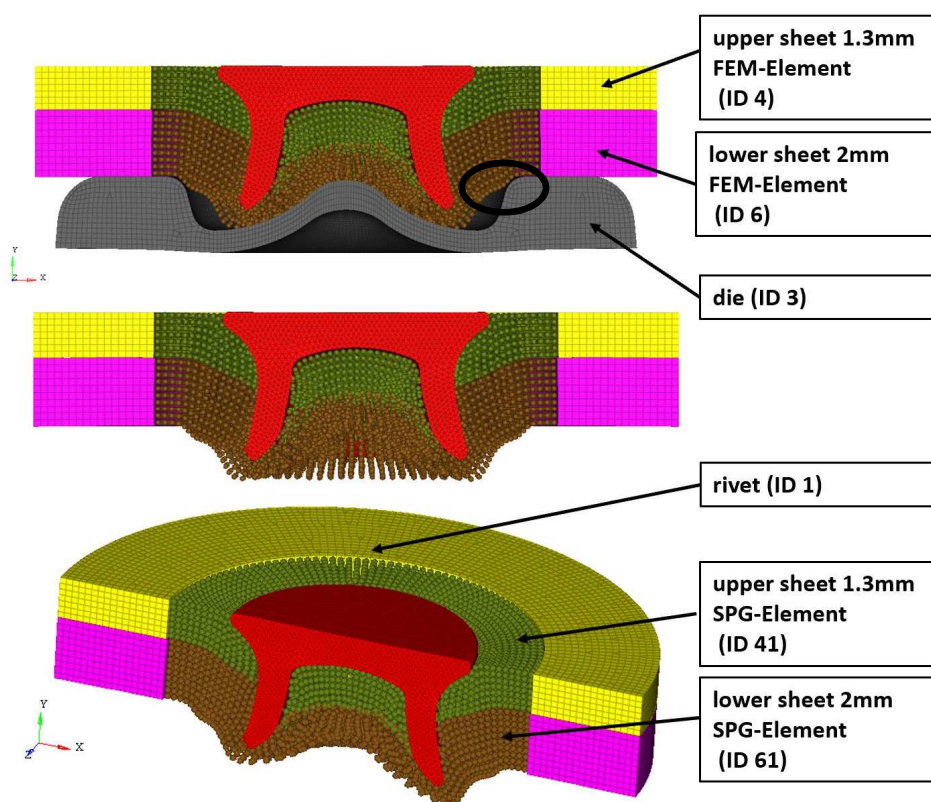 upper sheet 1.3mm
FEM-Element
(ID 4)
lower sheet 2mm
FEM-Element
(ID 6)
die (ID 3)
Y
Z X
rivet (ID 1)
upper sheet 1.3mm
SPG-Element
(ID 41)
lower sheet 2mm
SPG-Element
(ID 61)
Y
X
Z